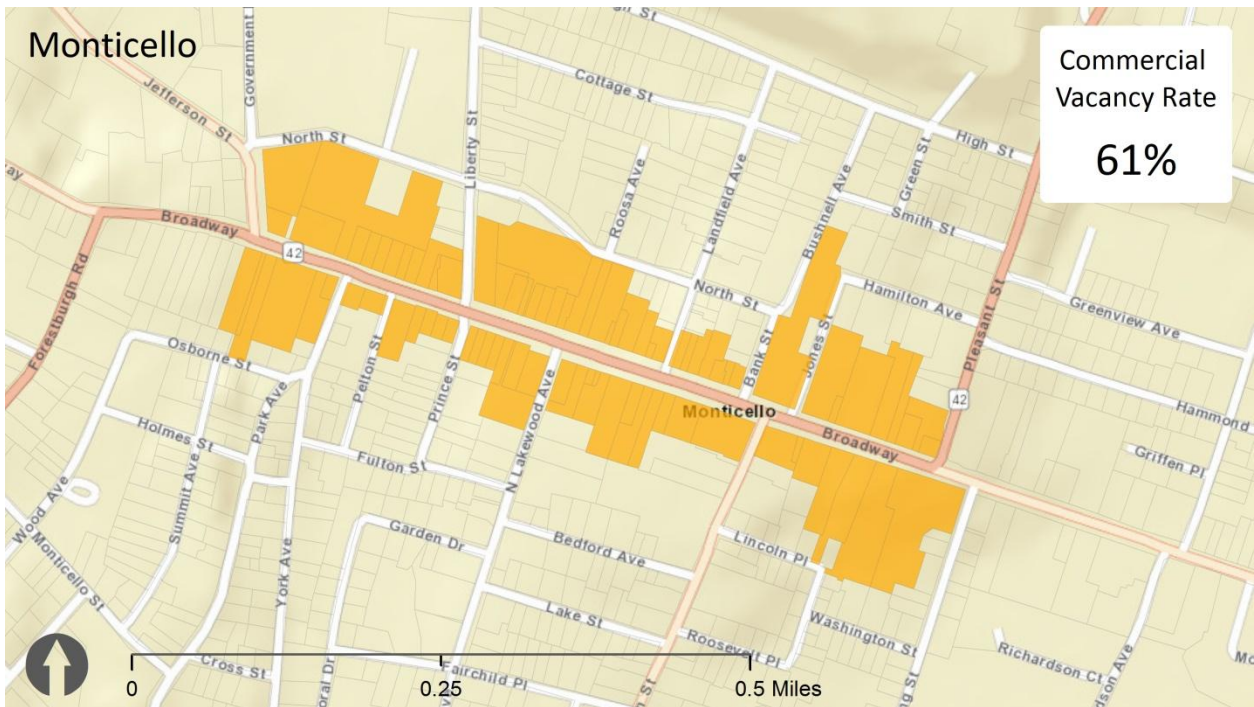 Monticello
Commercial
Vacancy Rate
61%
Government
Jefferson St
North St
Liberty St
High St
Cottage St
High St
Green St
Bushnell Ave
Landfield Ave
Roosa Ave
Smith St
Broadway
42
Forestburgh Rd
North St
Hamilton Ave
Pleasant St
Greenview Ave
Osborne St
Pelton St
Prince St
Bank St
Jones St
Park Ave
N Lakewood Ave
Monticello
42
Hammond
Broadway
Holmes St
Fulton St
Griffen Pl
Summit Ave
Wood Ave
Garden Dr
Bedford Ave
Lincoln Pl
York Ave
Monticello St
Lake St
Roosevelt Pl
Washington St
Richardson Ct
Cross St
Fairchild Pl
0
0.25
0.5 Miles